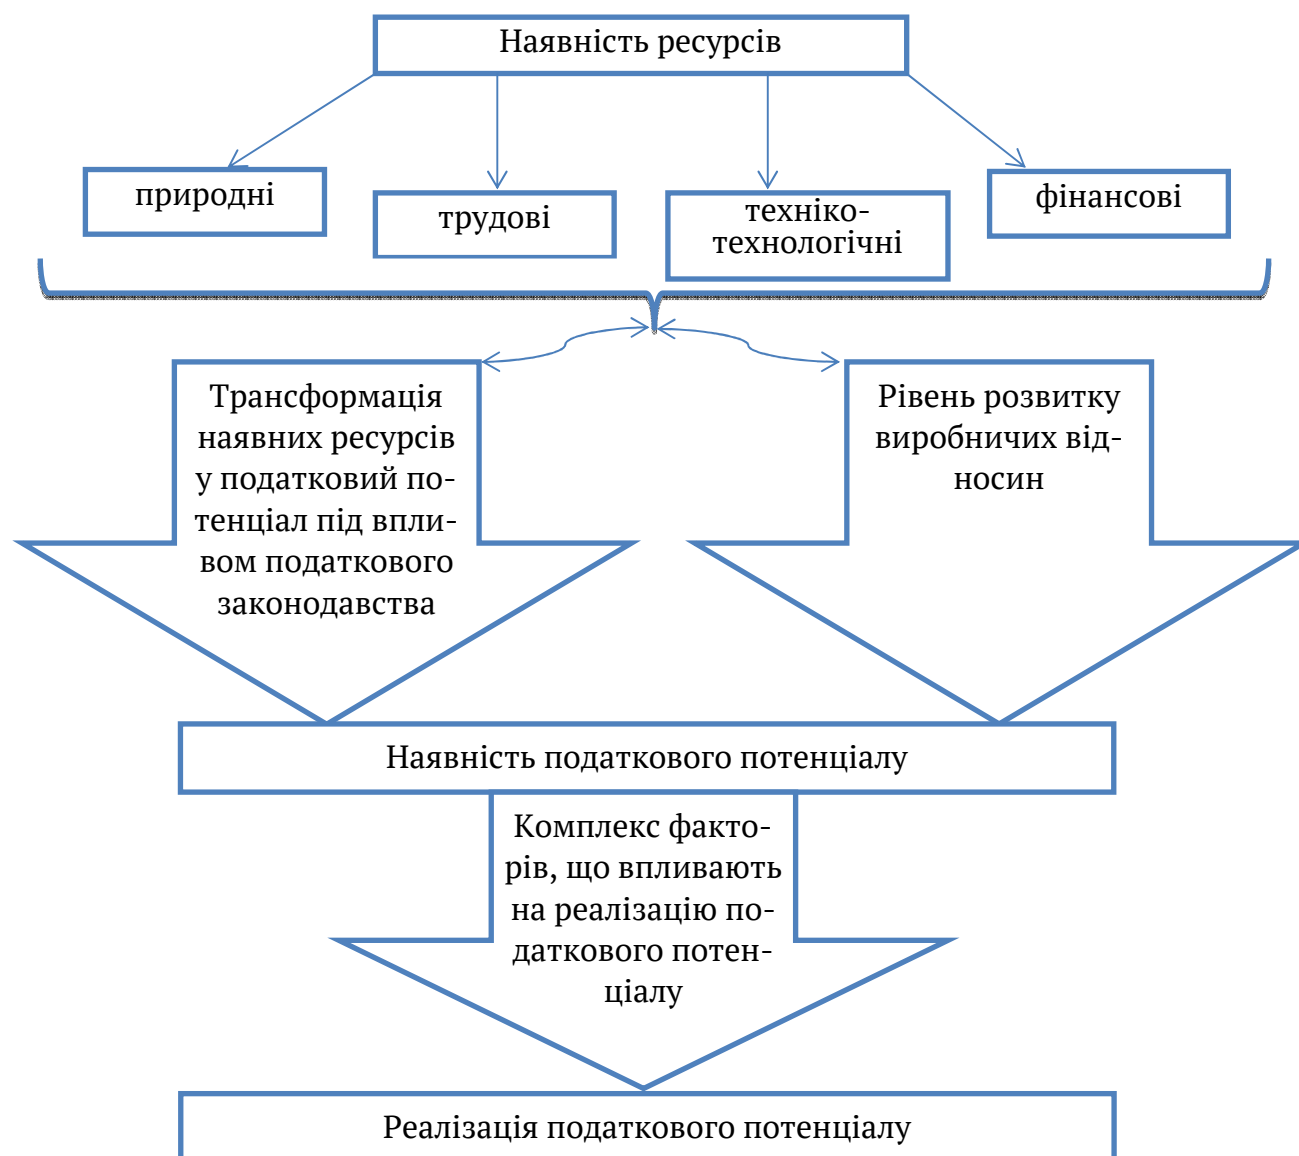 Наявність ресурсів
природні
трудові
техніко-
технологічні
фінансові
Трансформація
наявних ресурсів
у податковий по-
тенціал під впли-
вом податкового
законодавства
Рівень розвитку
виробничих від-
носин
Наявність податкового потенціалу
Комплекс факто-
рів, що впливають
на реалізацію по-
даткового потен-
ціалу
Реалізація податкового потенціалу